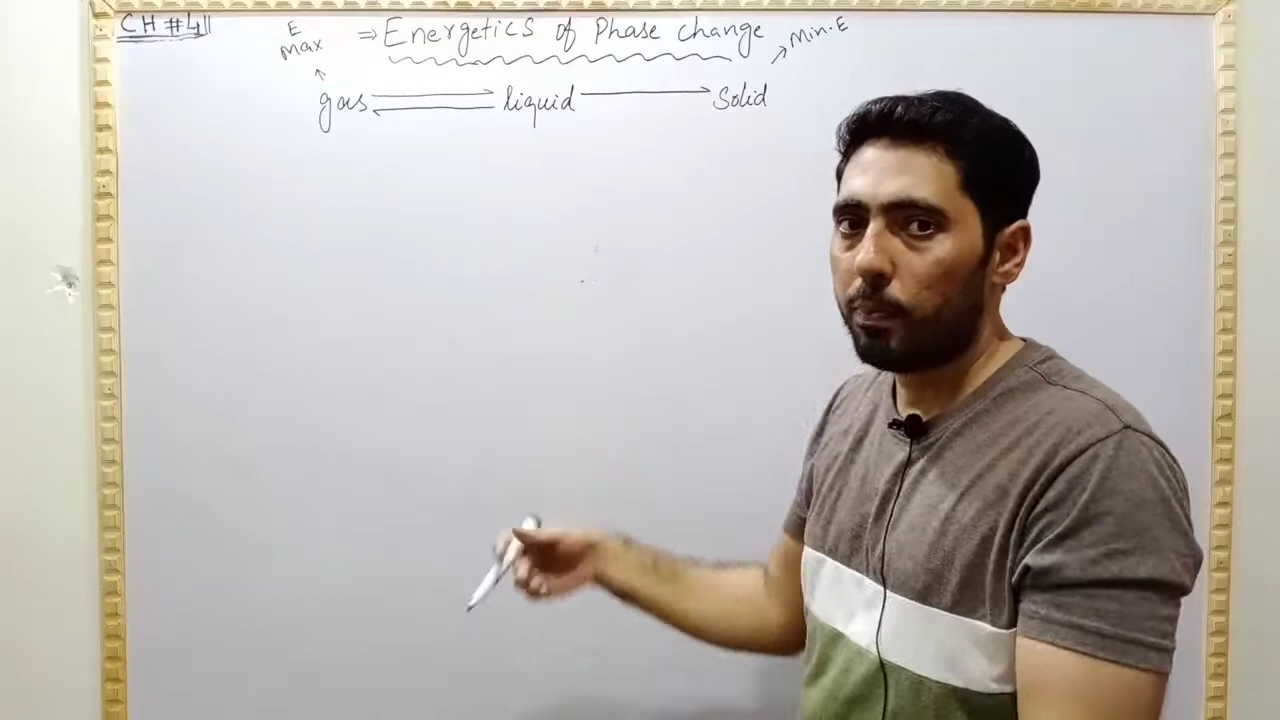 CH #4
E max
⇒ Energetics of Phase change
Min. E
gas ⇌ liquid → Solid